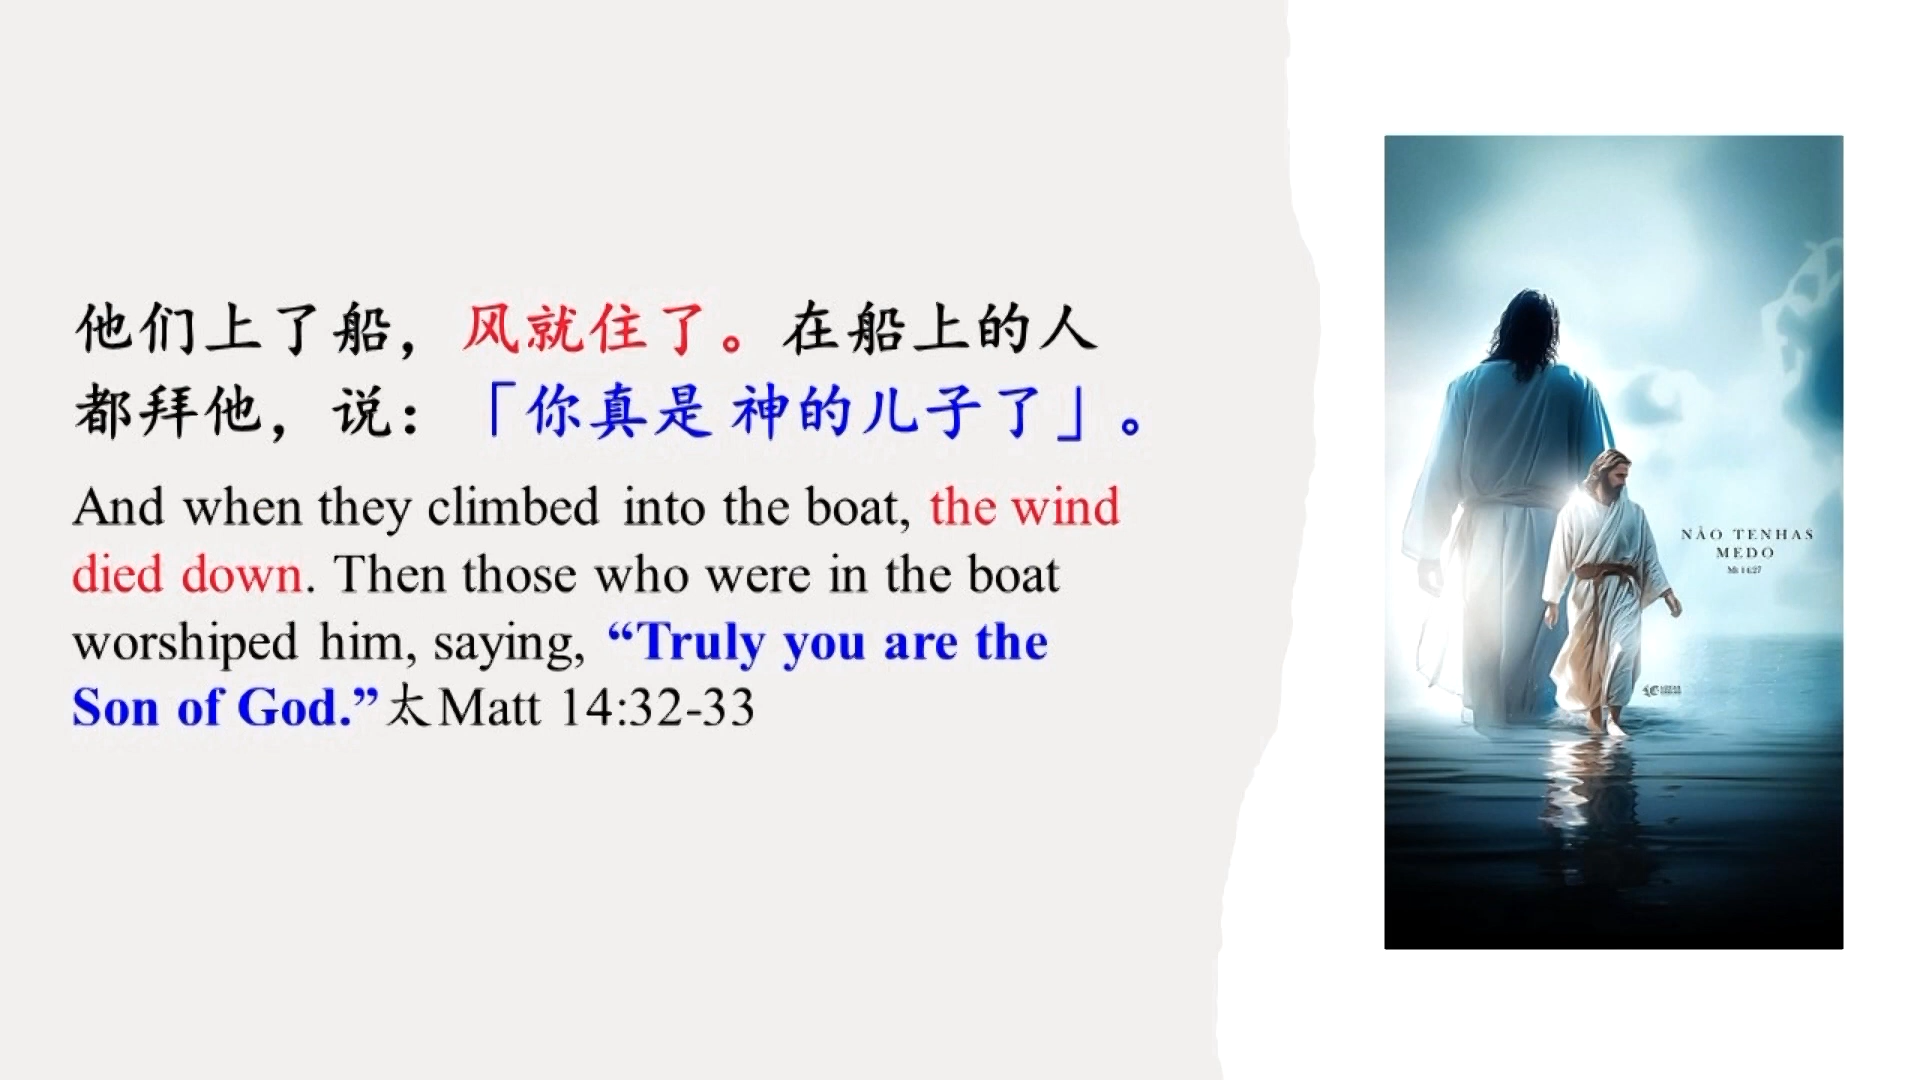 他们上了船，风就住了。在船上的人
都拜他，说：「你真是 神的儿子了」。
And when they climbed into the boat, the wind
died down. Then those who were in the boat
worshiped him, saying, “Truly you are the
Son of God.”太Matt 14:32-33
NÃO TENHAS
MEDO
Mt 14:27